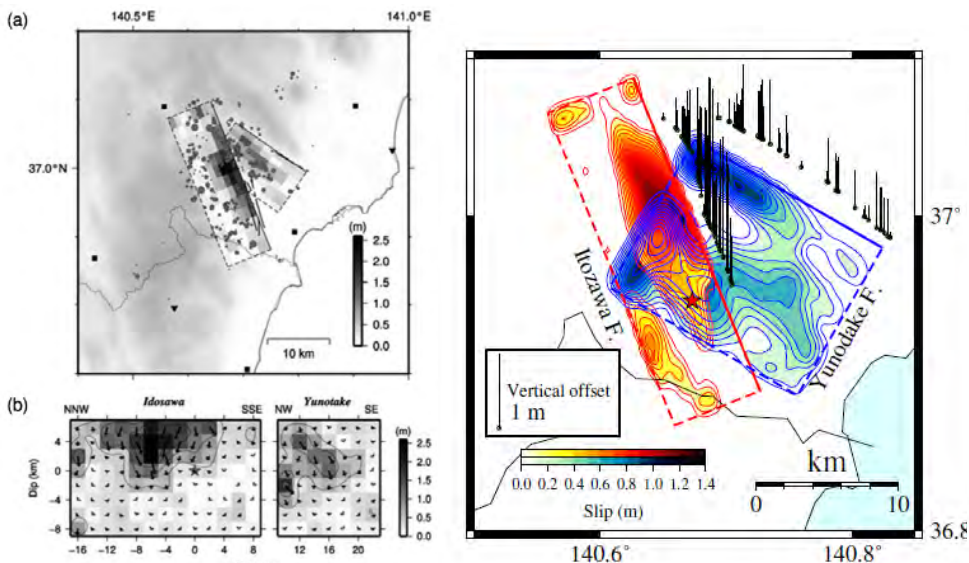 (a)
140.5°E
141.0°E
37.0°N
(m)
2.5
2.0
1.5
1.0
0.5
0.0
10 km
(b)
NNW
Idosawa
SSE
NW
Yunotake
SE
(m)
Dip (km)
4
0
-4
-8
-16 -12 -8 -4 0 4 8
12 16 20
2.5
2.0
1.5
1.0
0.5
0.0
Itozawa F.
Yunodake F.
37°
Vertical offset
1 m
0.0 0.2 0.4 0.6 0.8 1.0 1.2 1.4
Slip (m)
km
0 10
36.8
140.6°
140.8°